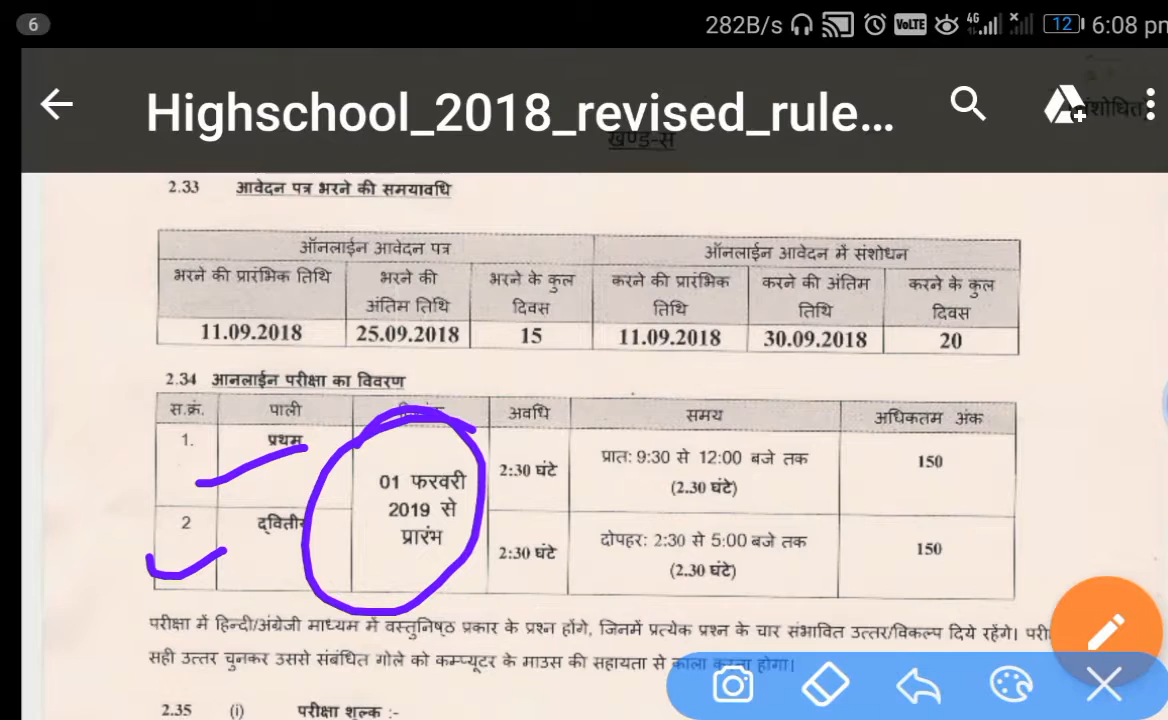 6
282B/s VoLTE 4G 12 6:08 pm
Highschool_2018_revised_rule...
खण्ड-स
2.33 आवेदन पत्र भरने की समयावधि
ऑनलाईन आवेदन पत्र ऑनलाईन आवेदन में संशोधन
भरने की प्रारंभिक तिथि भरने की अंतिम तिथि भरने के कुल दिवस करने की प्रारंभिक तिथि करने की अंतिम तिथि करने के कुल दिवस
11.09.2018 25.09.2018 15 11.09.2018 30.09.2018 20
2.34 आनलाईन परीक्षा का विवरण
स.क्रं. पाली अवधि समय अधिकतम अंक
1. प्रथम 01 फरवरी 2019 से प्रारंभ 2:30 घंटे प्रात: 9:30 से 12:00 बजे तक (2.30 घंटे) 150
2 2:30 घंटे दोपहर: 2:30 से 5:00 बजे तक (2.30 घंटे) 150
परीक्षा में हिन्दी/अंग्रेजी माध्यम में वस्तुनिष्ठ प्रकार के प्रश्न होंगे, जिनमें प्रत्येक प्रश्न के चार संभावित उत्तर/विकल्प दिये रहेंगे।
सही उत्तर चुनकर उससे संबंधित गोले को कम्प्यूटर के माउस की सहायता से काला करना होगा।
2.35 (i) परीक्षा शुल्क :-